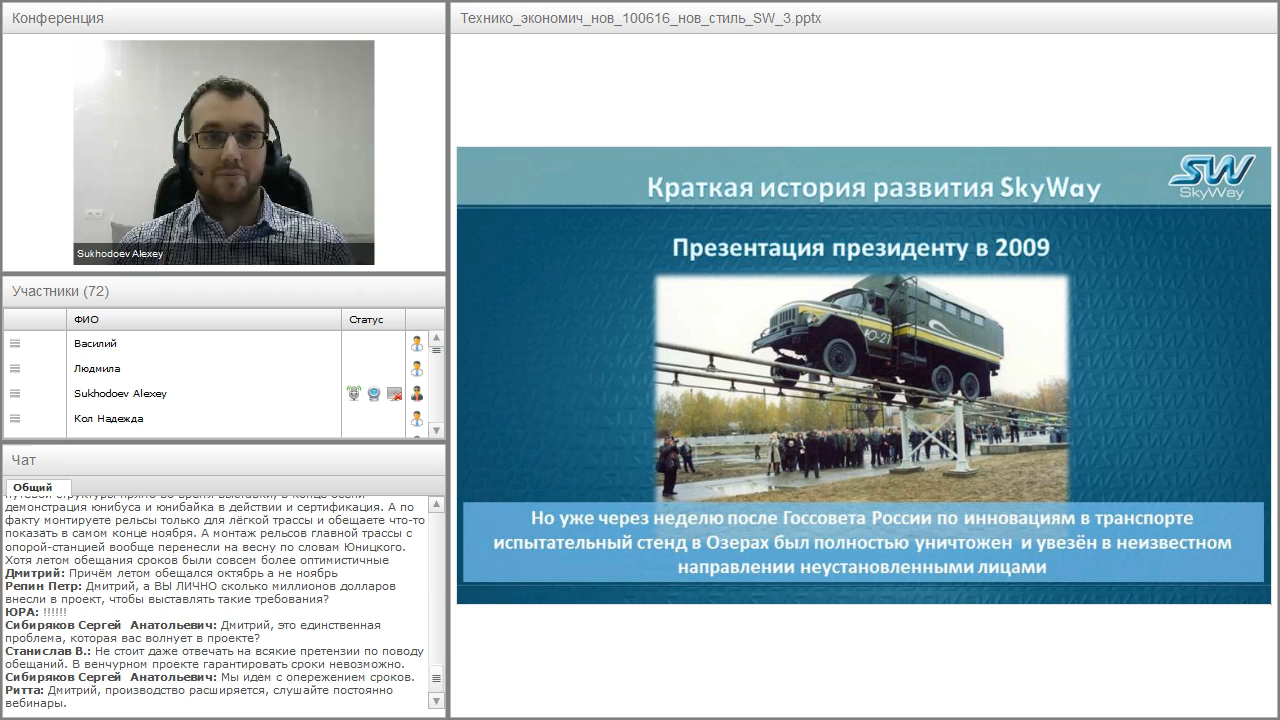 Конференция
Sukhodoev Alexey
Участники (72)
ФИО
Статус
Василий
Людмила
Sukhodoev Alexey
Кол Надежда
Чат
Общий
демонстрация юнибуса и юнибайка в действии и сертификация. А по
факту монтируете рельсы только для лёгкой трассы и обещаете что-то
показать в самом конце ноября. А монтаж рельсов главной трассы с
опорой-станцией вообще перенесли на весну по словам Юницкого.
Хотя летом обещания сроков были совсем более оптимистичные
Дмитрий: Причём летом обещался октябрь а не ноябрь
Репин Петр: Дмитрий, а ВЫ ЛИЧНО сколько миллионов долларов
внесли в проект, чтобы выставлять такие требования?
ЮРА: !!!!!!
Сибиряков Сергей Анатольевич: Дмитрий, это единственная
проблема, которая вас волнует в проекте?
Станислав В.: Не стоит даже отвечать на всякие претензии по поводу
обещаний. В венчурном проекте гарантировать сроки невозможно.
Сибиряков Сергей Анатольевич: Мы идем с опережением сроков.
Ритта: Дмитрий, производство расширяется, слушайте постоянно
вебинары.
Технико_экономич_нов_100616_нов_стиль_SW_3.pptx
Краткая история развития SkyWay
SW
SkyWay
Презентация президенту в 2009
Ю-21
Но уже через неделю после Госсовета России по инновациям в транспорте
испытательный стенд в Озерах был полностью уничтожен и увезён в неизвестном
направлении неустановленными лицами